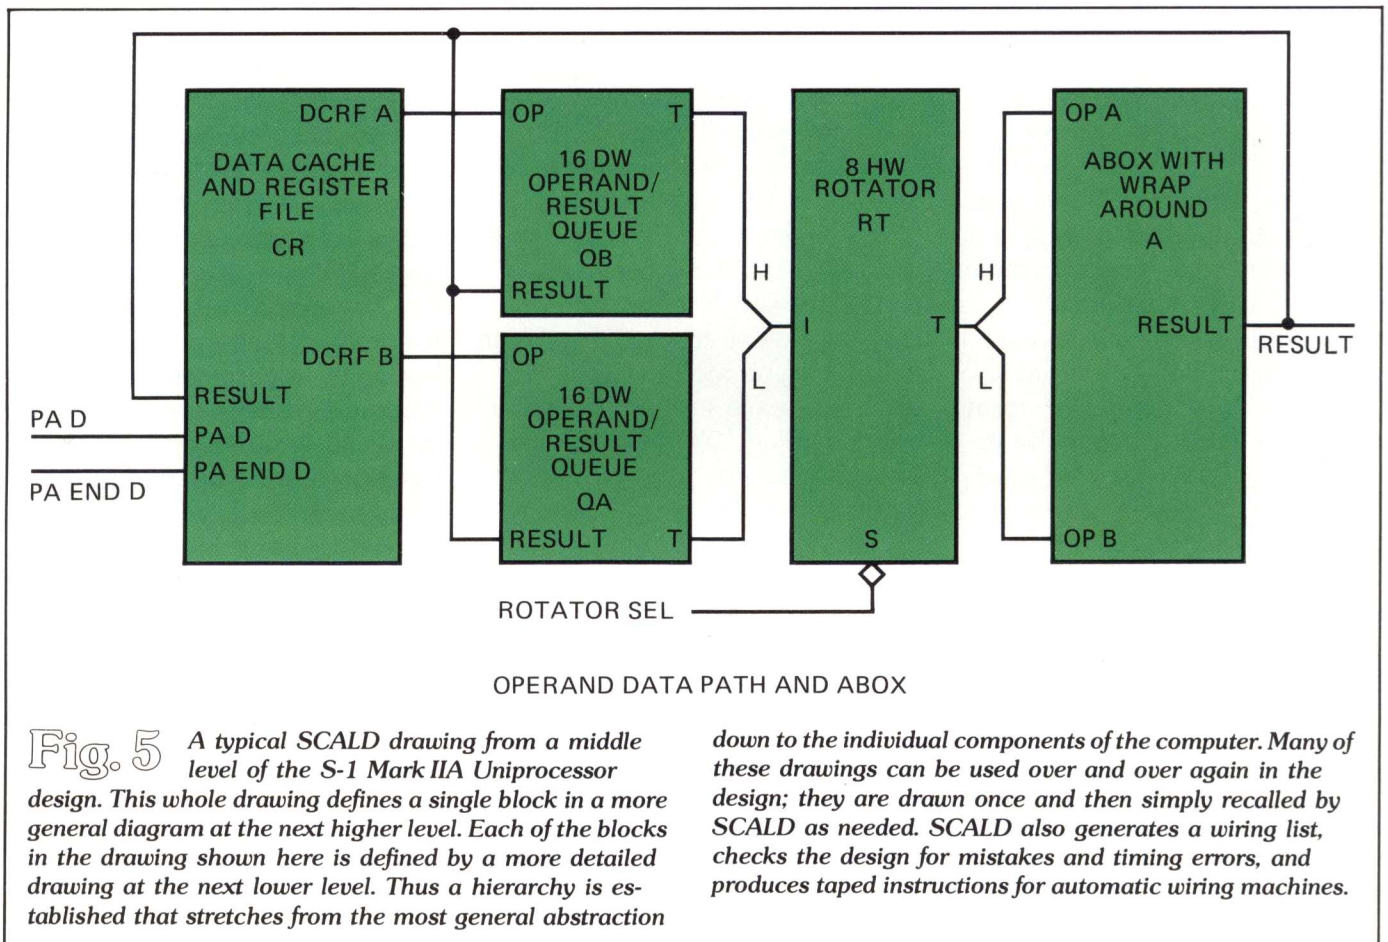 DCRF A
DATA CACHE
AND REGISTER
FILE
CR
DCRF B
RESULT
PA D
PA END D
PA D
PA END D
OP
T
16 DW
OPERAND/
RESULT
QUEUE
QB
RESULT
OP
16 DW
OPERAND/
RESULT
QUEUE
QA
RESULT
T
H
L
8 HW
ROTATOR
RT
I
T
S
ROTATOR SEL
H
L
OP A
ABOX WITH
WRAP
AROUND
A
RESULT
OP B
RESULT
OPERAND DATA PATH AND ABOX
Fig. 5 A typical SCALD drawing from a middle
level of the S-1 Mark IIA Uniprocessor
design. This whole drawing defines a single block in a more
general diagram at the next higher level. Each of the blocks
in the drawing shown here is defined by a more detailed
drawing at the next lower level. Thus a hierarchy is es-
tablished that stretches from the most general abstraction
down to the individual components of the computer. Many of
these drawings can be used over and over again in the
design; they are drawn once and then simply recalled by
SCALD as needed. SCALD also generates a wiring list,
checks the design for mistakes and timing errors, and
produces taped instructions for automatic wiring machines.